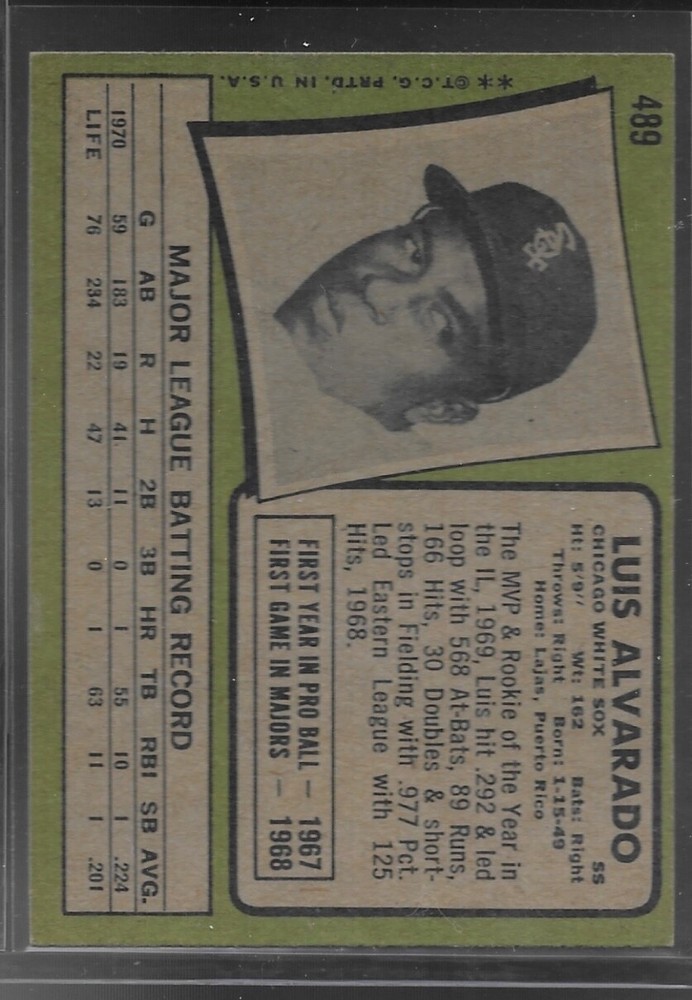 489
LUIS ALVARADO
CHICAGO WHITE SOX SS
Ht: 5'9" Wt: 162 Bats: Right
Throws: Right Born: 1-15-49
Home: Lajas, Puerto Rico
The MVP & Rookie of the Year in
the IL, 1969, Luis hit .292 & led
loop with 568 At-Bats, 89 Runs,
166 Hits, 30 Doubles & short-
stops in Fielding with .977 Pct.
Led Eastern League with 125
Hits, 1968.
FIRST YEAR IN PRO BALL — 1967
FIRST GAME IN MAJORS — 1968
Sox
MAJOR LEAGUE BATTING RECORD
G AB R H 2B 3B HR TB RBI SB AVG.
1970 59 183 19 41 11 0 1 55 10 1 .224
LIFE 76 234 22 47 13 0 1 63 11 1 .201
**©T.C.G. PRTD. IN U.S.A.